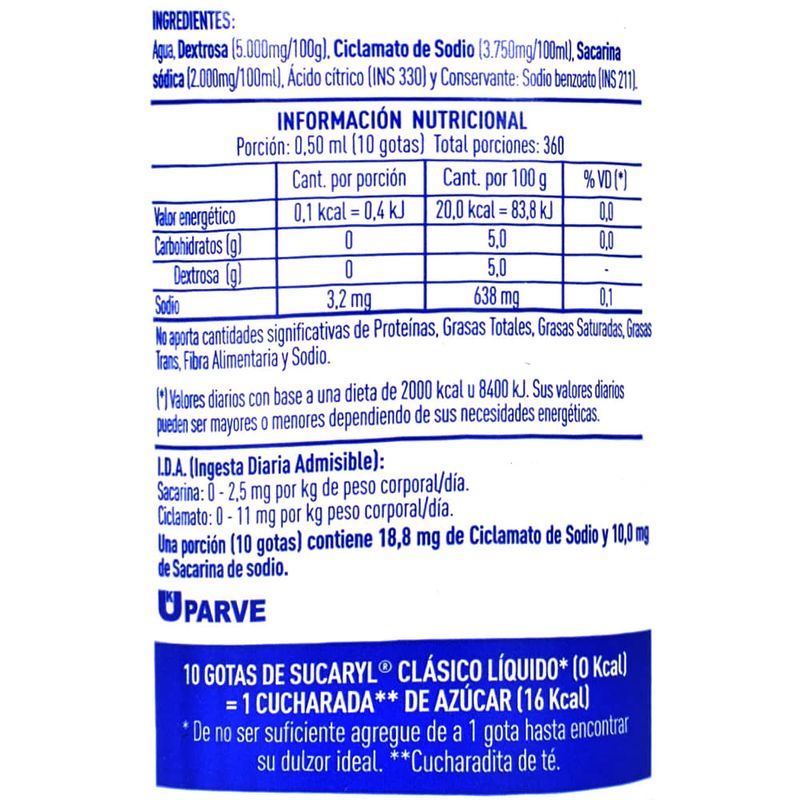 INGREDIENTES:
Agua, Dextrosa (5.000mg/100g), Ciclamato de Sodio (3.750mg/100ml), Sacarina
sódica (2.000mg/100ml), Ácido cítrico (INS 330) y Conservante: Sodio benzoato (INS 211).
INFORMACIÓN NUTRICIONAL
Porción: 0,50 ml (10 gotas) Total porciones: 360
Cant. por porción Cant. por 100 g % VD (*)
Valor energético 0,1 kcal = 0,4 kJ 20,0 kcal = 83,8 kJ 0,0
Carbohidratos (g) 0 5,0 0,0
Dextrosa (g) 0 5,0 -
Sodio 3,2 mg 638 mg 0,1
No aporta cantidades significativas de Proteínas, Grasas Totales, Grasas Saturadas, Grasas
Trans, Fibra Alimentaria y Sodio.
(*) Valores diarios con base a una dieta de 2000 kcal u 8400 kJ. Sus valores diarios
pueden ser mayores o menores dependiendo de sus necesidades energéticas.
I.D.A. (Ingesta Diaria Admisible):
Sacarina: 0 - 2,5 mg por kg de peso corporal/día.
Ciclamato: 0 - 11 mg por kg peso corporal/día.
Una porción (10 gotas) contiene 18,8 mg de Ciclamato de Sodio y 10,0 mg
de Sacarina de sodio.
UK PARVE
10 GOTAS DE SUCARYL® CLÁSICO LÍQUIDO* (0 Kcal)
= 1 CUCHARADA** DE AZÚCAR (16 Kcal)
* De no ser suficiente agregue de a 1 gota hasta encontrar
su dulzor ideal. **Cucharadita de té.